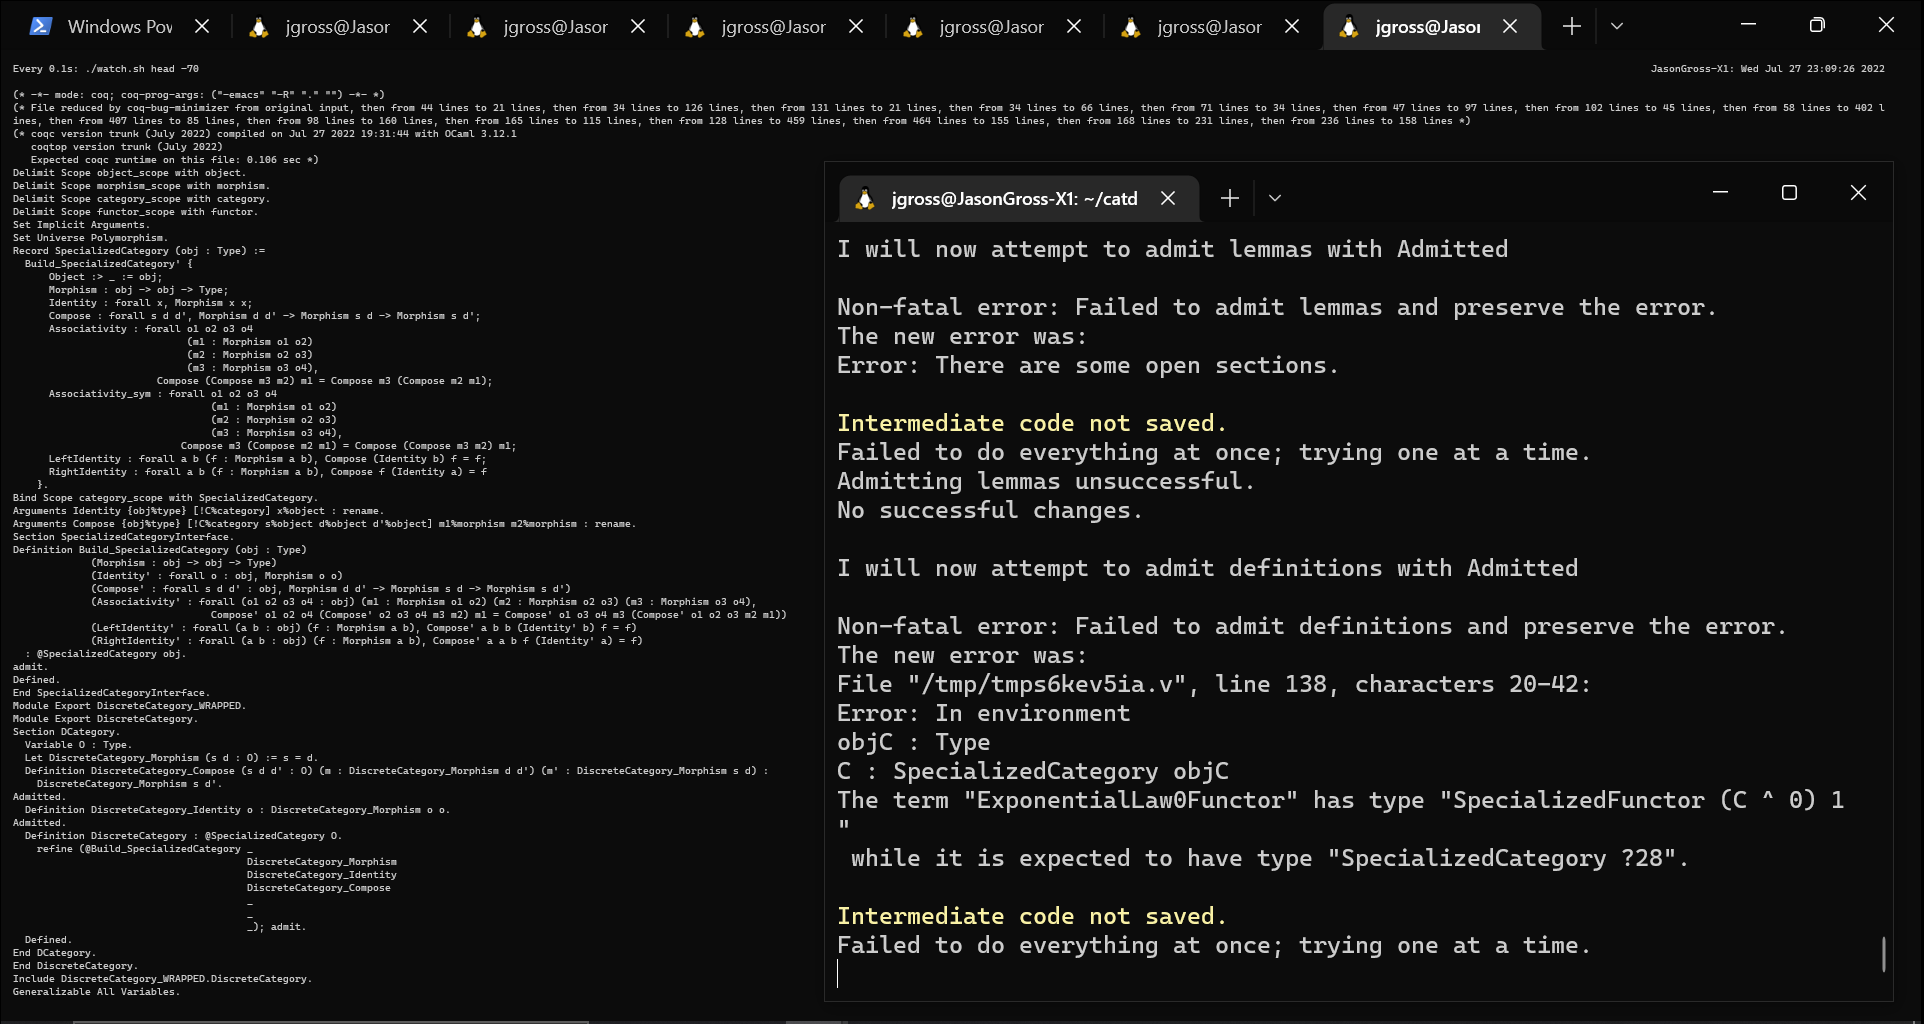 Windows Pov
jgross@Jasor
jgross@Jasor
jgross@Jasor
jgross@Jasor
jgross@Jasor
jgross@Jasor
Every 0.1s: ./watch.sh head -70
JasonGross-X1: Wed Jul 27 23:09:26 2022
(* -*- mode: coq; coq-prog-args: ("-emacs" "-R" "." "") -*- *)
(* File reduced by coq-bug-minimizer from original input, then from 44 lines to 21 lines, then from 34 lines to 126 lines, then from 131 lines to 21 lines, then from 34 lines to 66 lines, then from 71 lines to 34 lines, then from 47 lines to 97 lines, then from 102 lines to 45 lines, then from 58 lines to 402 l
ines, then from 407 lines to 85 lines, then from 98 lines to 160 lines, then from 165 lines to 115 lines, then from 128 lines to 459 lines, then from 464 lines to 155 lines, then from 168 lines to 231 lines, then from 236 lines to 158 lines *)
(* coqc version trunk (July 2022) compiled on Jul 27 2022 19:31:44 with OCaml 3.12.1
   coqtop version trunk (July 2022)
   Expected coqc runtime on this file: 0.106 sec *)
Delimit Scope object_scope with object.
Delimit Scope morphism_scope with morphism.
Delimit Scope category_scope with category.
Delimit Scope functor_scope with functor.
Set Implicit Arguments.
Set Universe Polymorphism.
Record SpecializedCategory (obj : Type) :=
  Build_SpecializedCategory' {
      Object :> _ := obj;
      Morphism : obj -> obj -> Type;
      Identity : forall x, Morphism x x;
      Compose : forall s d d', Morphism d d' -> Morphism s d -> Morphism s d';
      Associativity : forall o1 o2 o3 o4
                             (m1 : Morphism o1 o2)
                             (m2 : Morphism o2 o3)
                             (m3 : Morphism o3 o4),
                        Compose (Compose m3 m2) m1 = Compose m3 (Compose m2 m1);
      Associativity_sym : forall o1 o2 o3 o4
                                 (m1 : Morphism o1 o2)
                                 (m2 : Morphism o2 o3)
                                 (m3 : Morphism o3 o4),
                            Compose m3 (Compose m2 m1) = Compose (Compose m3 m2) m1;
      LeftIdentity : forall a b (f : Morphism a b), Compose (Identity b) f = f;
      RightIdentity : forall a b (f : Morphism a b), Compose f (Identity a) = f
    }.
Bind Scope category_scope with SpecializedCategory.
Arguments Identity {obj%type} [!C%category] x%object : rename.
Arguments Compose {obj%type} [!C%category s%object d%object d'%object] m1%morphism m2%morphism : rename.
Section SpecializedCategoryInterface.
Definition Build_SpecializedCategory (obj : Type)
             (Morphism : obj -> obj -> Type)
             (Identity' : forall o : obj, Morphism o o)
             (Compose' : forall s d d' : obj, Morphism d d' -> Morphism s d -> Morphism s d')
             (Associativity' : forall (o1 o2 o3 o4 : obj) (m1 : Morphism o1 o2) (m2 : Morphism o2 o3) (m3 : Morphism o3 o4),
                                 Compose' o1 o2 o4 (Compose' o2 o3 o4 m3 m2) m1 = Compose' o1 o3 o4 m3 (Compose' o1 o2 o3 m2 m1))
             (LeftIdentity' : forall (a b : obj) (f : Morphism a b), Compose' a b b (Identity' b) f = f)
             (RightIdentity' : forall (a b : obj) (f : Morphism a b), Compose' a a b f (Identity' a) = f)
  : @SpecializedCategory obj.
admit.
Defined.
End SpecializedCategoryInterface.
Module Export DiscreteCategory_WRAPPED.
Module Export DiscreteCategory.
Section DCategory.
  Variable O : Type.
  Let DiscreteCategory_Morphism (s d : O) := s = d.
  Definition DiscreteCategory_Compose (s d d' : O) (m : DiscreteCategory_Morphism d d') (m' : DiscreteCategory_Morphism s d) :
    DiscreteCategory_Morphism s d'.
Admitted.
  Definition DiscreteCategory_Identity o : DiscreteCategory_Morphism o o.
Admitted.
  Definition DiscreteCategory : @SpecializedCategory O.
    refine (@Build_SpecializedCategory _
                                       DiscreteCategory_Morphism
                                       DiscreteCategory_Identity
                                       DiscreteCategory_Compose
                                       _
                                       _
                                       _); admit.
  Defined.
End DCategory.
End DiscreteCategory.
Include DiscreteCategory_WRAPPED.DiscreteCategory.
Generalizable All Variables.
jgross@JasonGross-X1: ~/catd
I will now attempt to admit lemmas with Admitted
Non-fatal error: Failed to admit lemmas and preserve the error.
The new error was:
Error: There are some open sections.
Intermediate code not saved.
Failed to do everything at once; trying one at a time.
Admitting lemmas unsuccessful.
No successful changes.
I will now attempt to admit definitions with Admitted
Non-fatal error: Failed to admit definitions and preserve the error.
The new error was:
File "/tmp/tmps6kev5ia.v", line 138, characters 20-42:
Error: In environment
objC : Type
C : SpecializedCategory objC
The term "ExponentialLaw0Functor" has type "SpecializedFunctor (C ^ 0) 1
"
 while it is expected to have type "SpecializedCategory ?28".
Intermediate code not saved.
Failed to do everything at once; trying one at a time.